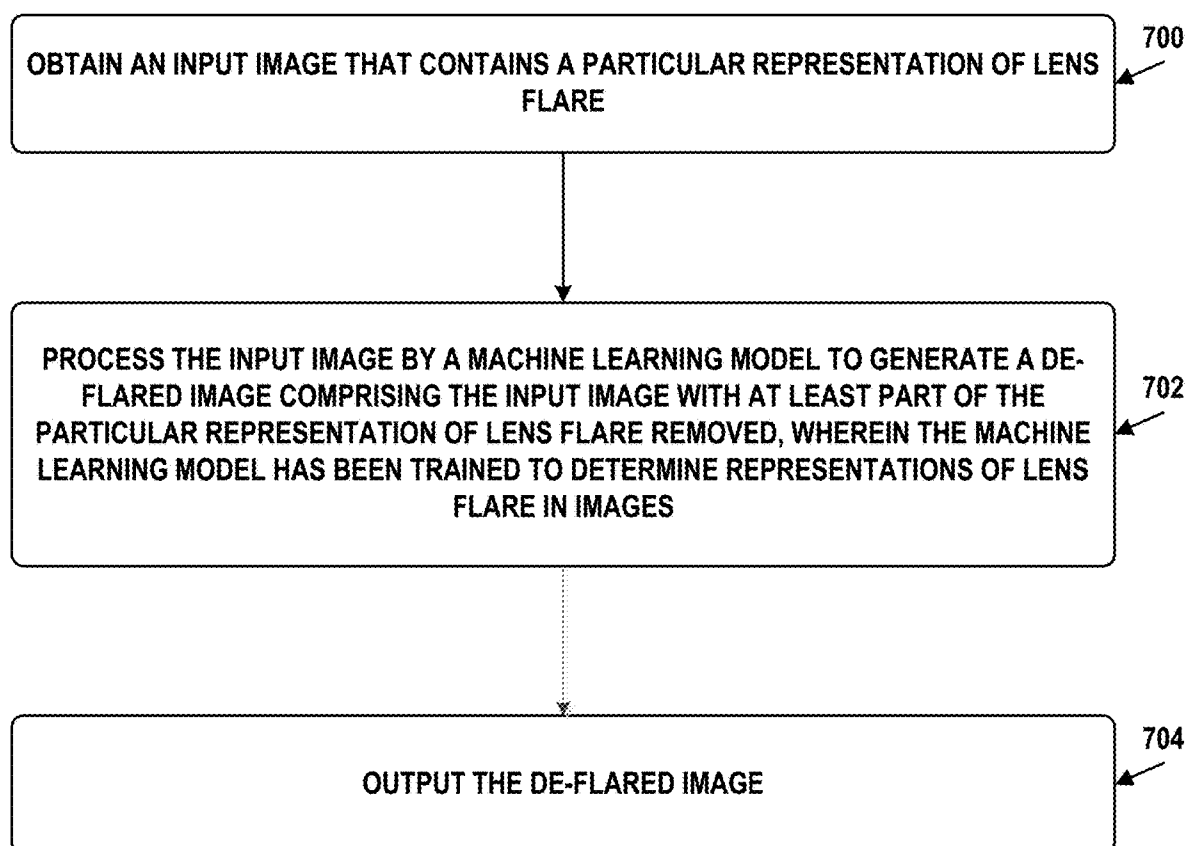 OBTAIN AN INPUT IMAGE THAT CONTAINS A PARTICULAR REPRESENTATION OF LENS
FLARE
700
PROCESS THE INPUT IMAGE BY A MACHINE LEARNING MODEL TO GENERATE A DE-
FLARED IMAGE COMPRISING THE INPUT IMAGE WITH AT LEAST PART OF THE
PARTICULAR REPRESENTATION OF LENS FLARE REMOVED, WHEREIN THE MACHINE
LEARNING MODEL HAS BEEN TRAINED TO DETERMINE REPRESENTATIONS OF LENS
FLARE IN IMAGES
702
OUTPUT THE DE-FLARED IMAGE
704